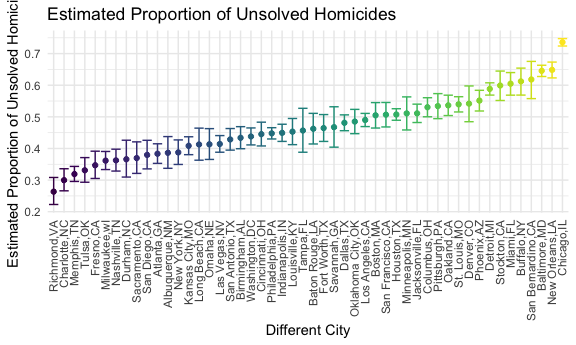 Estimated Proportion of Unsolved Homicides
Estimated Proportion of Unsolved Homici
0.7
0.6
0.5
0.4
0.3
0.2
Richmond,VA
Charlotte,NC
Memphis,TN
Tulsa,OK
Fresno,CA
Milwaukee,wI
Nashville,TN
Durham,NC
Sacramento,CA
San Diego,CA
Atlanta,GA
Albuquerque,NM
New York,NY
Kansas City,MO
Long Beach,CA
Omaha,NE
Las Vegas,NV
San Antonio,TX
Birmingham,AL
Washington,DC
Cincinnati,OH
Philadelphia,PA
Indianapolis,IN
Louisville,KY
Tampa,FL
Baton Rouge,LA
Fort Worth,TX
Savannah,GA
Dallas,TX
Oklahoma City,OK
Los Angeles,CA
Boston,MA
San Francisco,CA
Houston,TX
Minneapolis,MN
Jacksonville,FL
Columbus,OH
Pittsburgh,PA
Oakland,CA
St. Louis,MO
Denver,CO
Phoenix,AZ
Detroit,MI
Stockton,CA
Miami,FL
Buffalo,NY
San Bernardino,CA
Baltimore,MD
New Orleans,LA
Chicago,IL
Different City